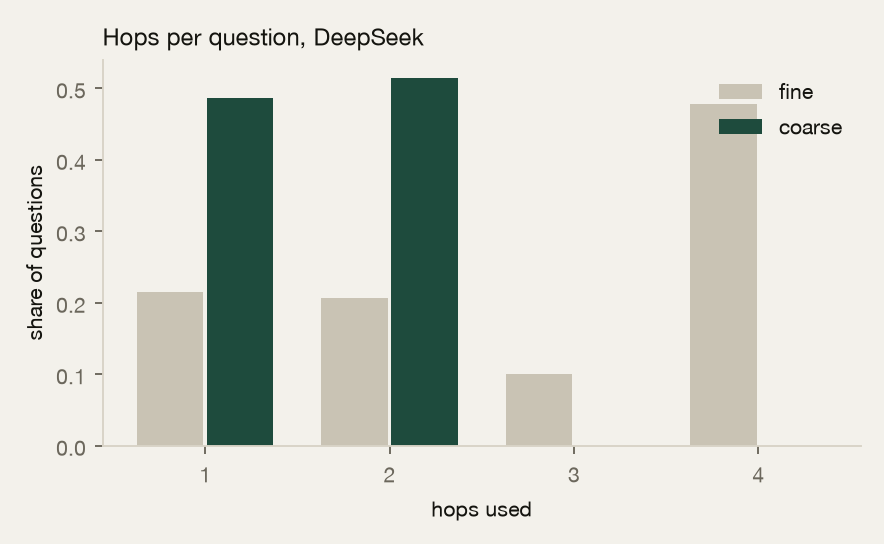 Hops per question, DeepSeek
fine
coarse
share of questions
0.5
0.4
0.3
0.2
0.1
0.0
1 2 3 4
hops used